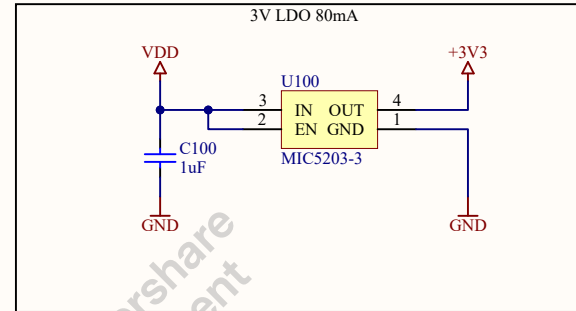 3V LDO 80mA
VDD
+3V3
U100
3 IN OUT 4
2 EN GND 1
C100
1uF
MIC5203-3
GND
GND